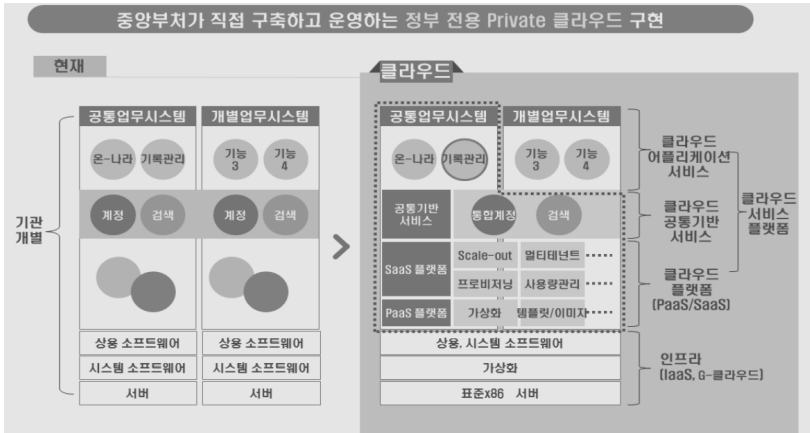 중앙부처가 직접 구축하고 운영하는 정부 전용 Private 클라우드 구현
현재
공통업무시스템
개별업무시스템
온-나라
기록관리
기능
3
기능
4
계정
검색
계정
검색
기관
개별
상용 소프트웨어
상용 소프트웨어
시스템 소프트웨어
시스템 소프트웨어
서버
서버
클라우드
공통업무시스템
개별업무시스템
온-나라
기록관리
기능
3
기능
4
공통기반
서비스
통합계정
검색
SaaS 플랫폼
Scale-out
멀티테넌트
프로비저닝
사용량관리
PaaS 플랫폼
가상화
템플릿/이미지
상용, 시스템 소프트웨어
가상화
표준x86 서버
클라우드
어플리케이션
서비스
클라우드
공통기반
서비스
클라우드
플랫폼
(PaaS/SaaS)
클라우드
서비스
플랫폼
인프라
(IaaS, G-클라우드)